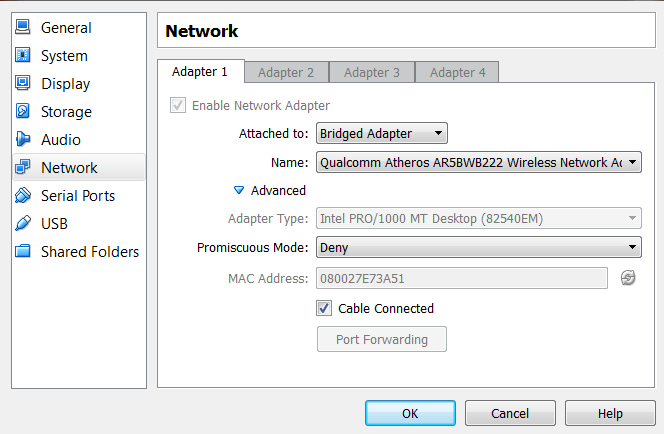 General
System
Display
Storage
Audio
Network
Serial Ports
USB
Shared Folders
Network
Adapter 1 Adapter 2 Adapter 3 Adapter 4
Enable Network Adapter
Attached to: Bridged Adapter
Name: Qualcomm Atheros AR5BWB222 Wireless Network Ac
Advanced
Adapter Type: Intel PRO/1000 MT Desktop (82540EM)
Promiscuous Mode: Deny
MAC Address: 080027E73A51
Cable Connected
Port Forwarding
OK Cancel Help